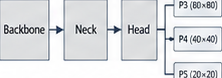 Backbone
Neck
Head
P3 (80×80)
P4 (40×40)
P5 (20×20)